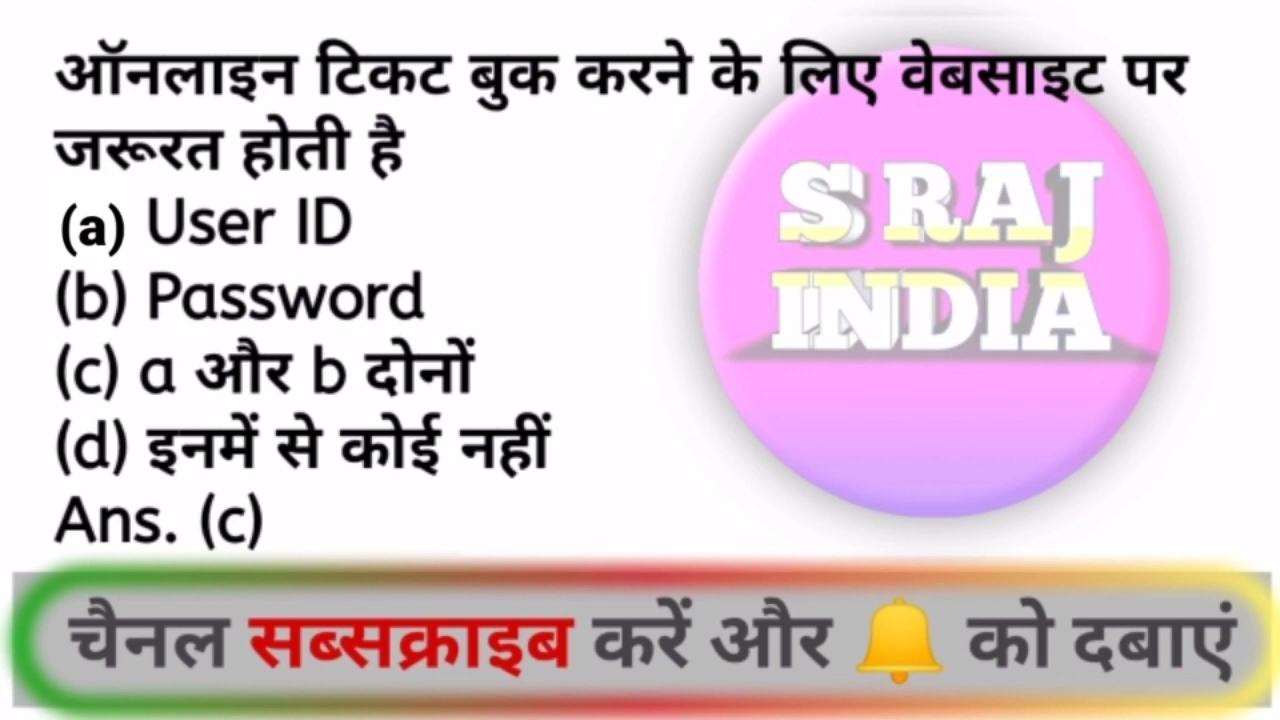 ऑनलाइन टिकट बुक करने के लिए वेबसाइट पर
जरूरत होती है
(a) User ID
(b) Password
(c) a और b दोनों
(d) इनमें से कोई नहीं
Ans. (c)
S RAJ
INDIA
चैनल सब्सक्राइब करें और 🔔 को दबाएं